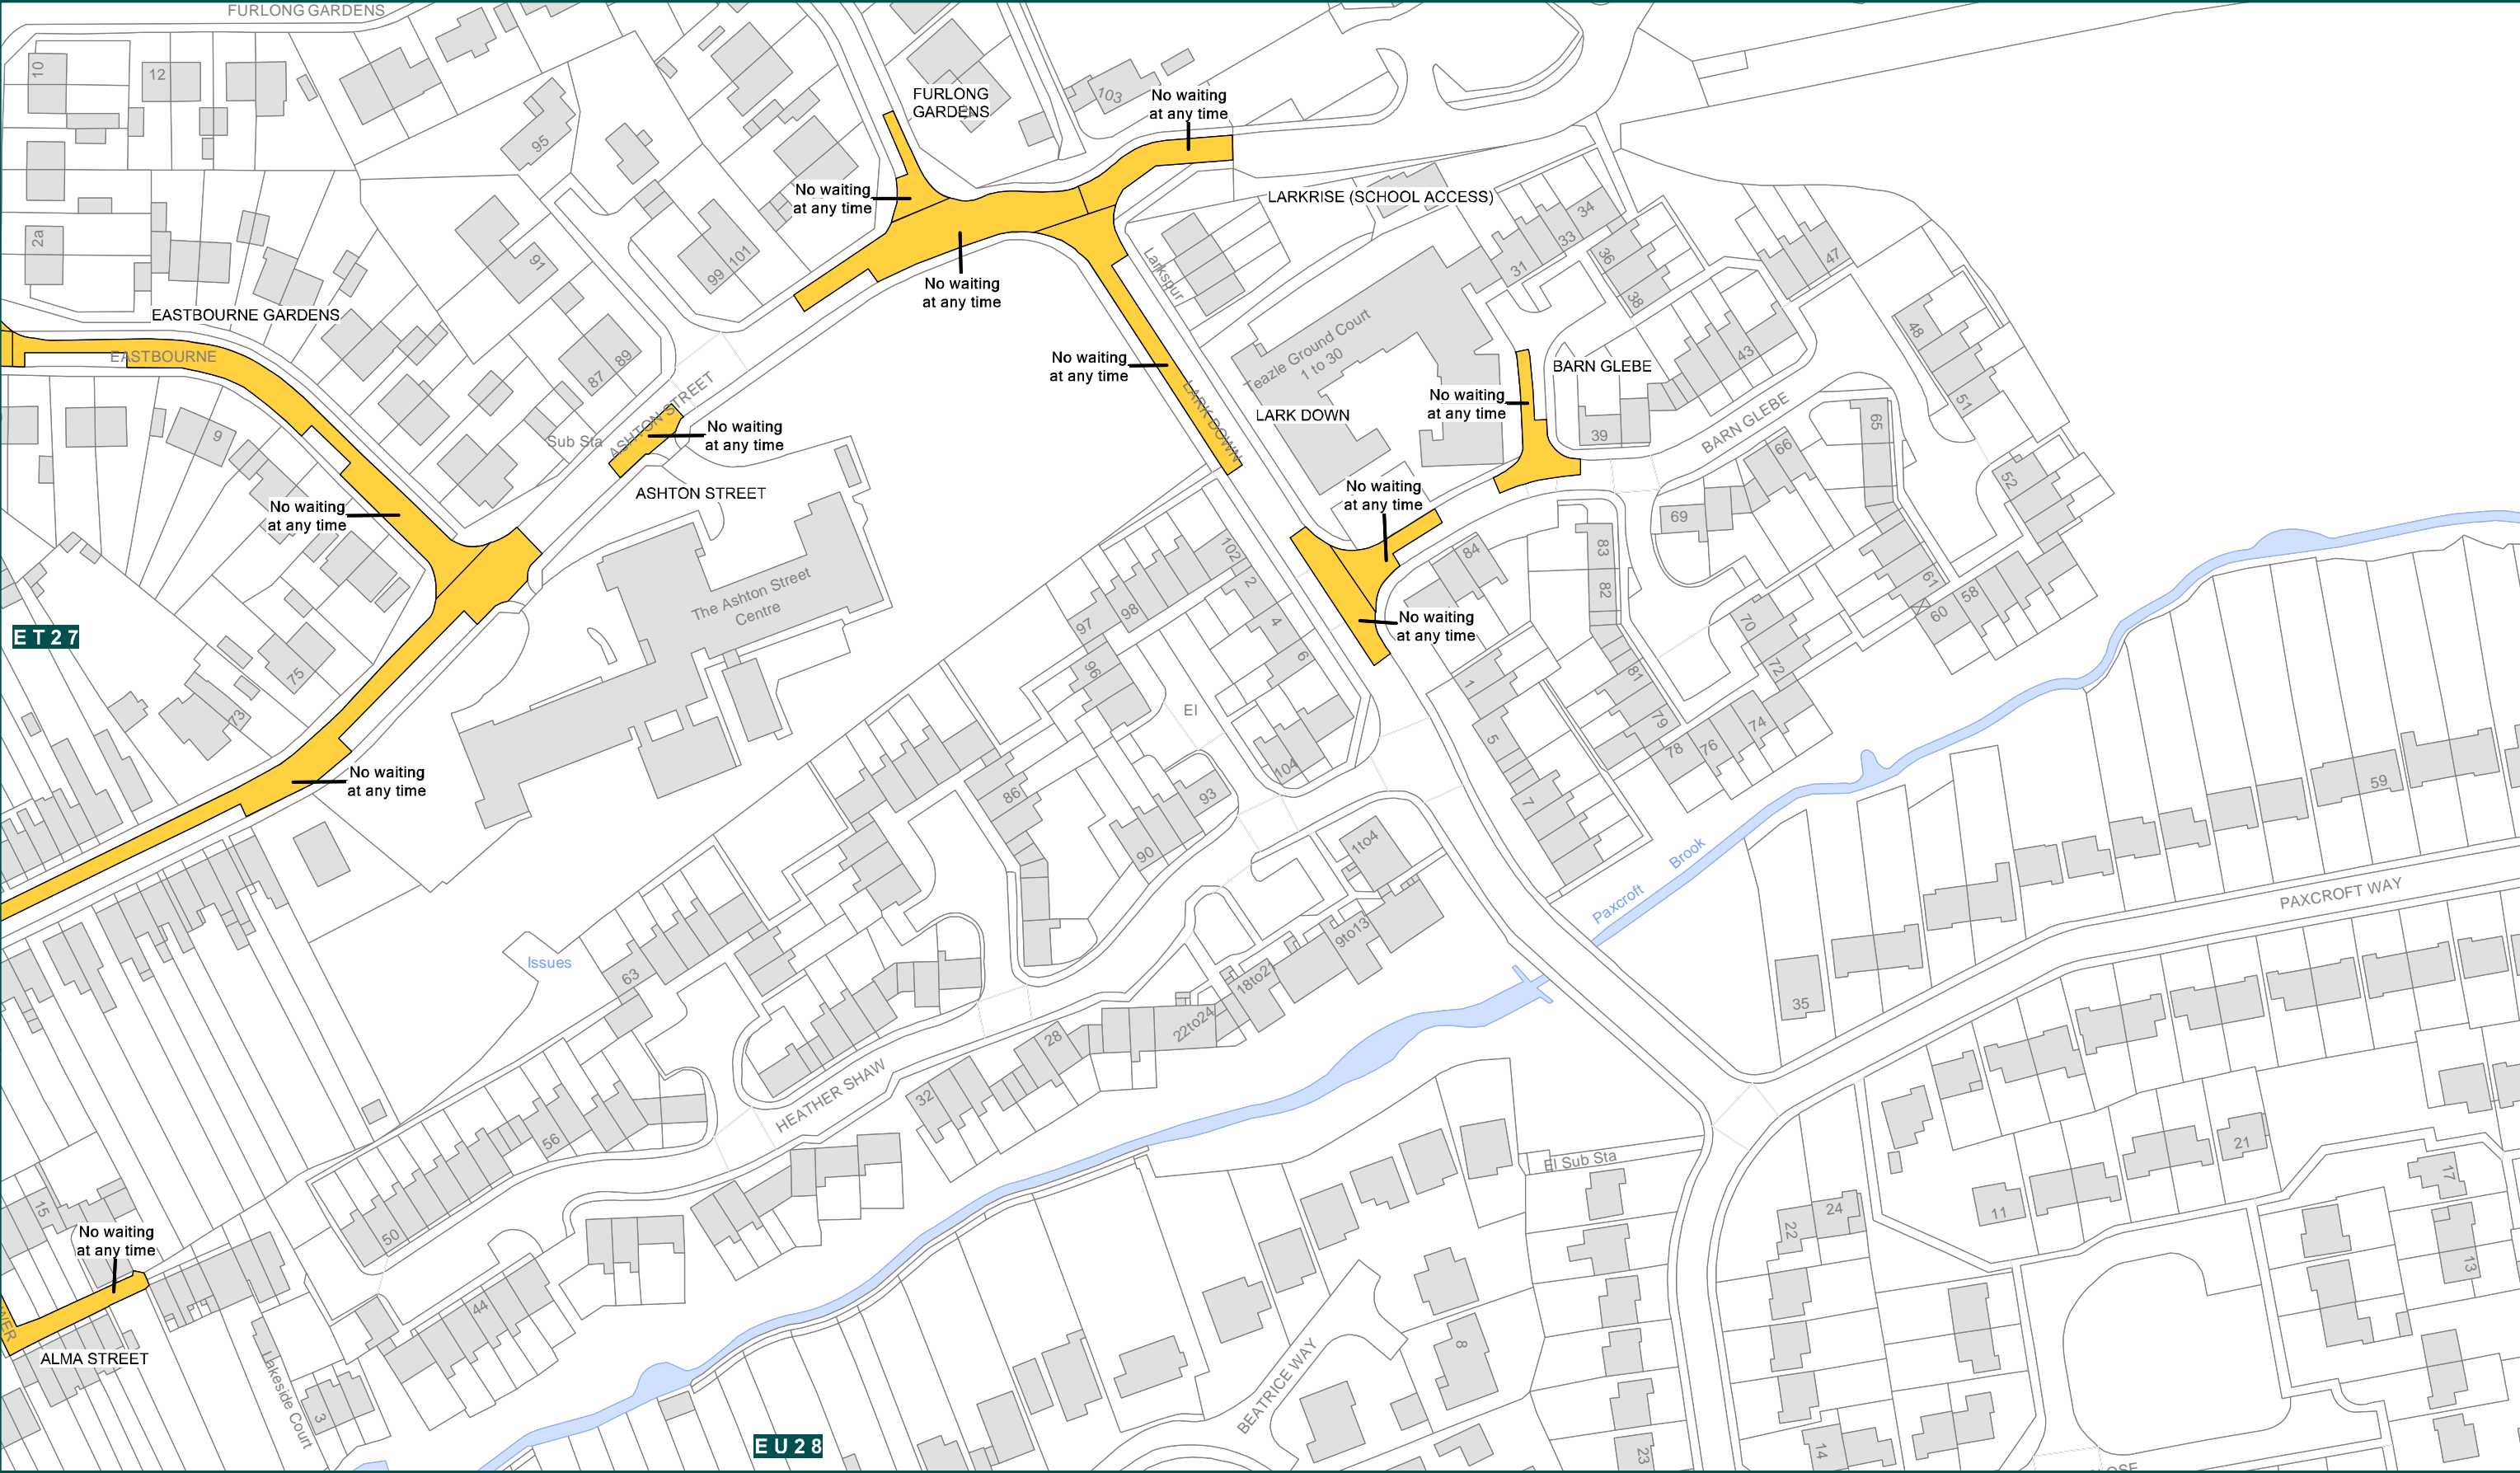 FURLONG GARDENS
10
12
95
FURLONG
GARDENS
103
No waiting
at any time
2a
91
99
101
No waiting
at any time
No waiting
at any time
LARKRISE (SCHOOL ACCESS)
Larkspur
31
33
34
36
38
47
EASTBOURNE GARDENS
EASTBOURNE
87
89
ASHTON STREET
Sub Sta
No waiting
at any time
ASHTON STREET
9
No waiting
at any time
No waiting
at any time
LARK DOWN
Teazle Ground Court
1 to 30
LARK DOWN
No waiting
at any time
BARN GLEBE
39
43
BARN GLEBE
48
51
65
66
52
69
No waiting
at any time
No waiting
at any time
84
83
82
81
79
78
76
74
72
70
61
60
58
ET27
75
73
The Ashton Street
Centre
No waiting
at any time
102
2
4
6
97
98
96
El
104
1
5
7
86
90
93
1to4
9to13
18to21
22to24
28
32
Paxcroft Brook
59
PAXCROFT WAY
35
Issues
63
HEATHER SHAW
56
50
44
15
No waiting
at any time
ALMA STREET
Lakeside Court
3
EU28
BEATRICE WAY
8
El Sub Sta
23
22
24
14
11
21
17
13